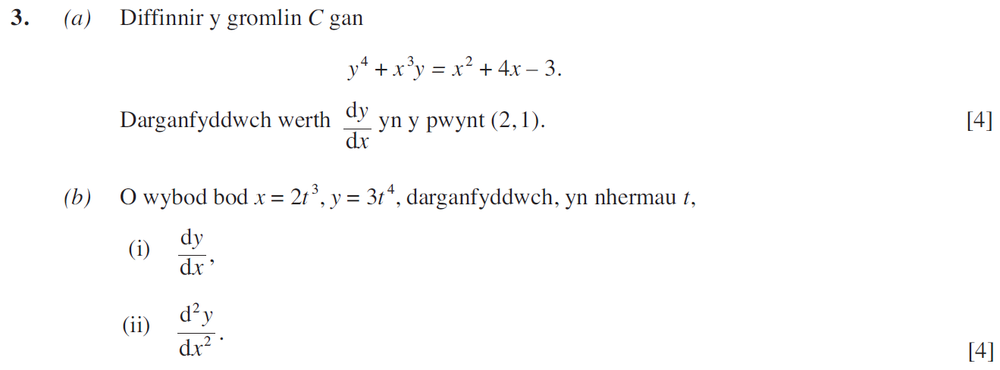 3. (a) Diffinnir y gromlin C gan
y⁴ + x³y = x² + 4x – 3.
Darganfyddwch werth dy/dx yn y pwynt (2, 1). [4]
(b) O wybod bod x = 2t³, y = 3t⁴, darganfyddwch, yn nhermau t,
(i) dy/dx,
(ii) d²y/dx². [4]